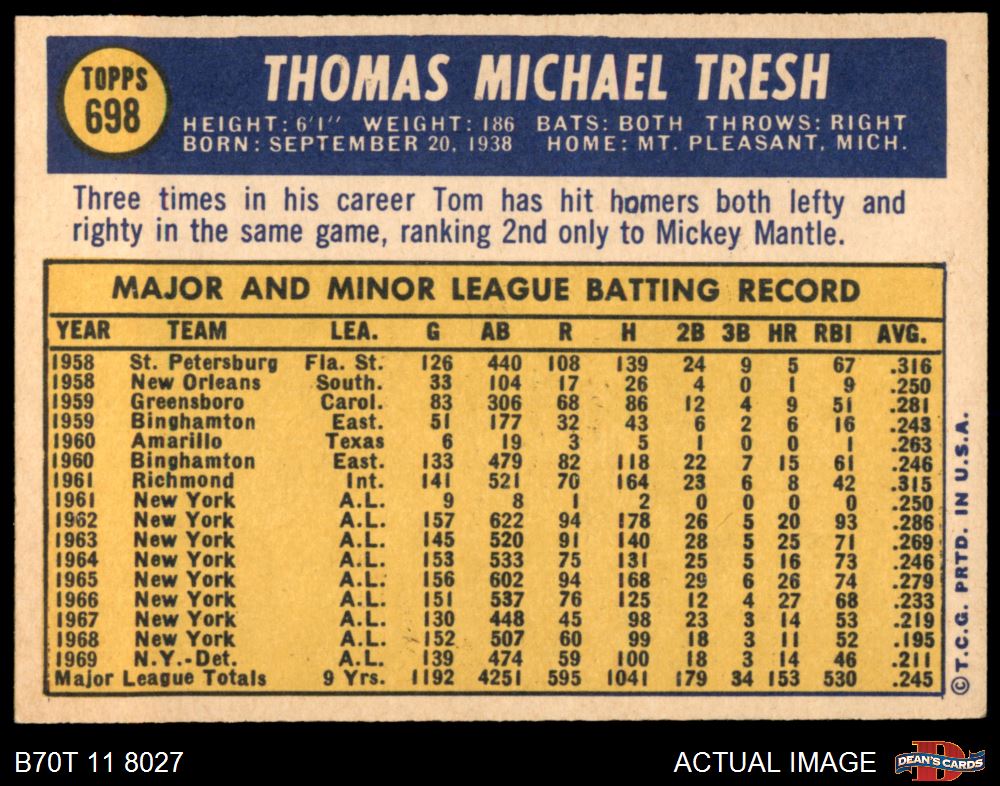 TOPPS
698
THOMAS MICHAEL TRESH
HEIGHT: 6'1" WEIGHT: 186 BATS: BOTH THROWS: RIGHT
BORN: SEPTEMBER 20, 1938 HOME: MT. PLEASANT, MICH.
Three times in his career Tom has hit homers both lefty and
righty in the same game, ranking 2nd only to Mickey Mantle.
MAJOR AND MINOR LEAGUE BATTING RECORD
YEAR TEAM LEA. G AB R H 2B 3B HR RBI AVG.
1958 St. Petersburg Fla. St. 126 440 108 139 24 9 5 67 .316
1958 New Orleans South. 33 104 17 26 4 0 1 9 .250
1959 Greensboro Carol. 83 306 68 86 12 4 9 51 .281
1959 Binghamton East. 51 177 32 43 6 2 6 16 .243
1960 Amarillo Texas 6 19 3 5 1 0 0 1 .263
1960 Binghamton East. 133 479 82 118 22 7 15 61 .246
1961 Richmond Int. 141 521 70 164 23 6 8 42 .315
1961 New York A.L. 9 8 1 2 0 0 0 0 .250
1962 New York A.L. 157 622 94 178 26 5 20 93 .286
1963 New York A.L. 145 520 91 140 28 5 25 71 .269
1964 New York A.L. 153 533 75 131 25 5 16 73 .246
1965 New York A.L. 156 602 94 168 29 6 26 74 .279
1966 New York A.L. 151 537 76 125 12 4 27 68 .233
1967 New York A.L. 130 448 45 98 23 3 14 53 .219
1968 New York A.L. 152 507 60 99 18 3 11 52 .195
1969 N.Y.-Det. A.L. 139 474 59 100 18 3 14 46 .211
Major League Totals 9 Yrs. 1192 4251 595 1041 179 34 153 530 .245
© T.C.G. PRTD. IN U.S.A.
B70T 11 8027
ACTUAL IMAGE
D
DEAN'S CARDS